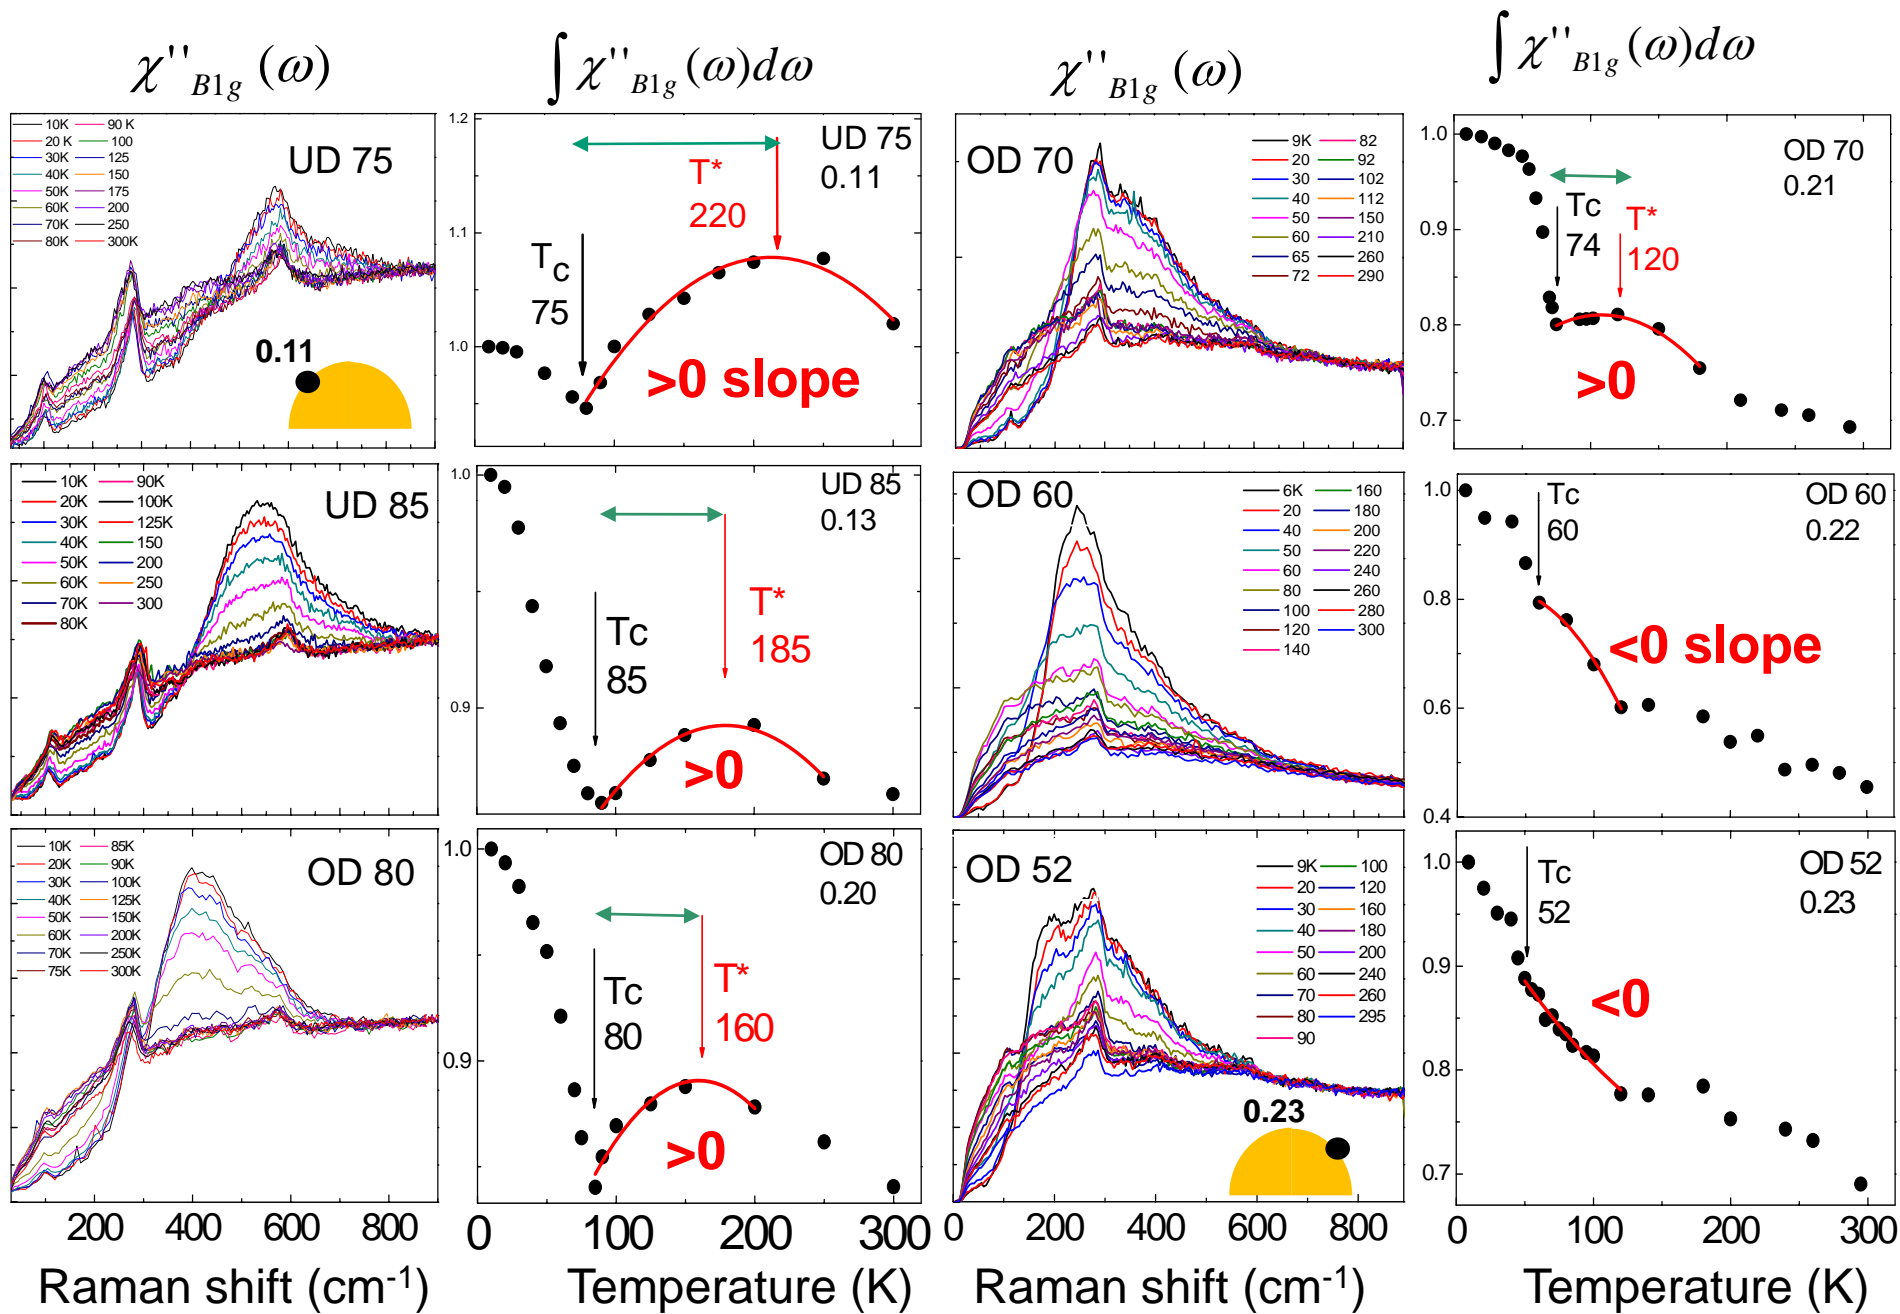 χ''B1g (ω)
∫ χ''B1g (ω)dω
χ''B1g (ω)
∫ χ''B1g (ω)dω
10K 90 K
20 K 100
30K 125
40K 150
50K 175
60K 200
70K 250
80K 300K
UD 75
0.11
1.2
1.1
1.0
UD 75
0.11
T*
220
TC
75
>0 slope
OD 70
9K 82
20 92
30 102
40 112
50 150
60 210
65 260
72 290
1.0
0.9
0.8
0.7
OD 70
0.21
Tc
74
T*
120
>0
10K 90K
20K 100K
30K 125K
40K 150
50K 200
60K 250
70K 300
80K
UD 85
1.0
0.9
UD 85
0.13
Tc
85
T*
185
>0
OD 60
6K 160
20 180
40 200
50 220
60 240
80 260
100 280
120 300
140
1.0
0.8
0.6
0.4
OD 60
0.22
Tc
60
<0 slope
10K 85K
20K 90K
30K 100K
40K 125K
50K 150K
60K 200K
70K 250K
75K 300K
OD 80
1.0
0.9
OD 80
0.20
Tc
80
T*
160
>0
OD 52
9K 100
20 120
30 160
40 180
50 200
60 240
70 260
80 295
90
0.23
1.0
0.9
0.8
0.7
OD 52
0.23
Tc
52
<0
200 400 600 800
0 100 200 300
0 200 400 600 800
0 100 200 300
Raman shift (cm-1)
Temperature (K)
Raman shift (cm-1)
Temperature (K)